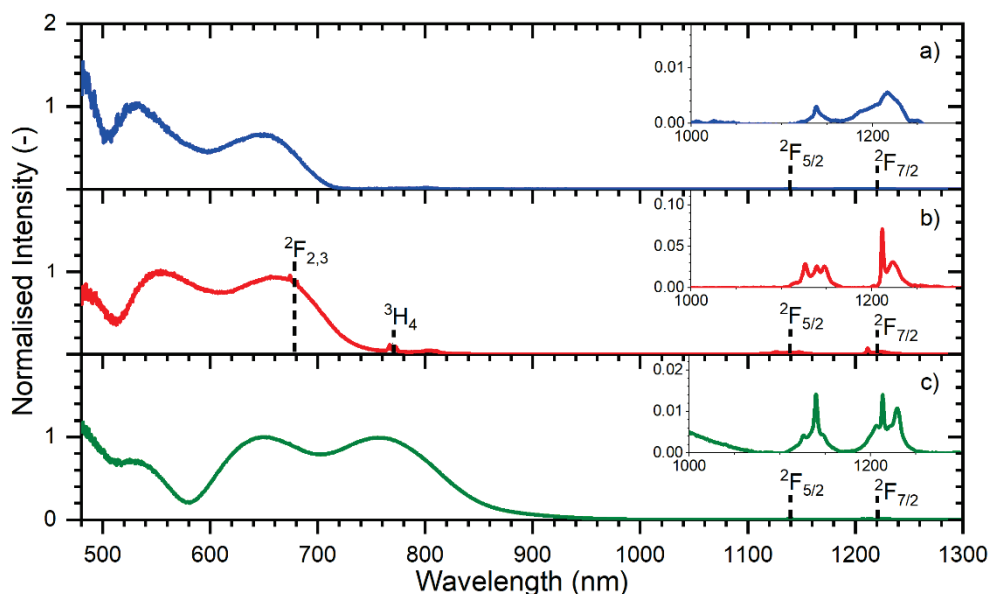 2
a)
0.01
0.00
1000
1200
1
²F₅/₂
²F₇/₂
b)
0.10
0.05
0.00
1000
1200
²F₂,₃
1
³H₄
²F₅/₂
²F₇/₂
c)
0.02
0.01
0.00
1000
1200
1
²F₅/₂
²F₇/₂
0
500 600 700 800 900 1000 1100 1200 1300
Wavelength (nm)
Normalised Intensity (-)